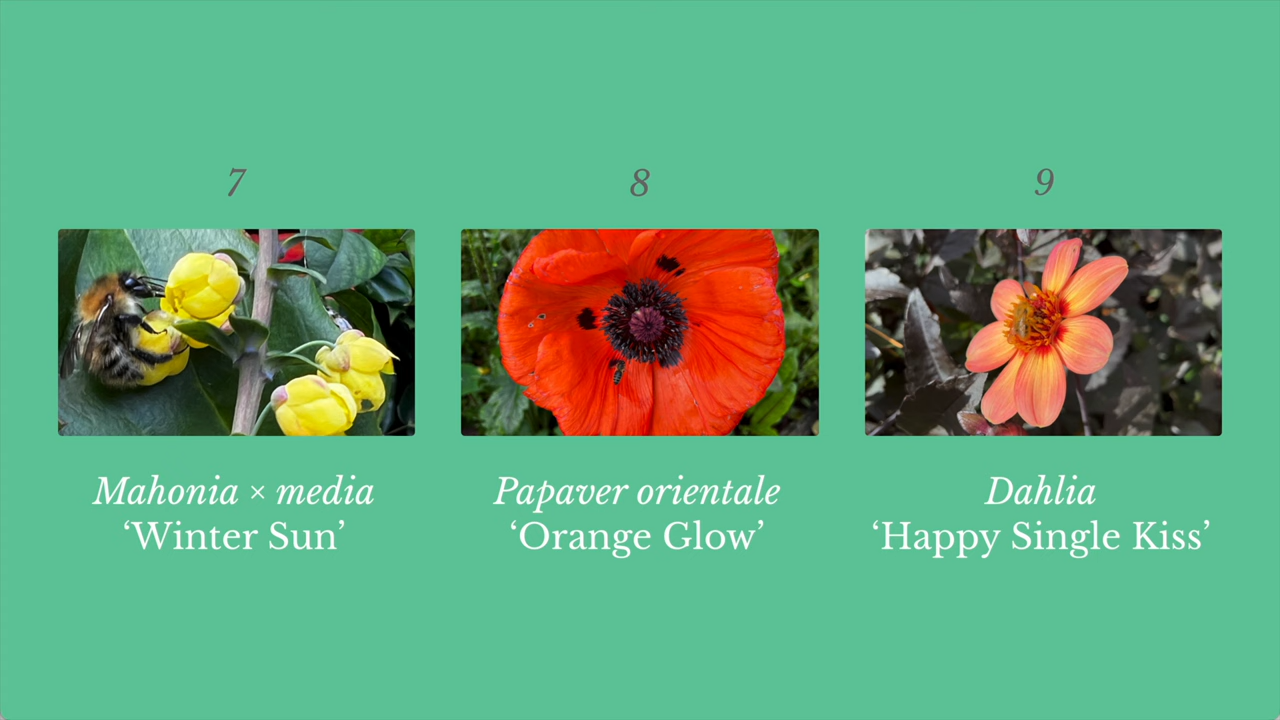 7
8
9
Mahonia × media
‘Winter Sun’
Papaver orientale
‘Orange Glow’
Dahlia
‘Happy Single Kiss’